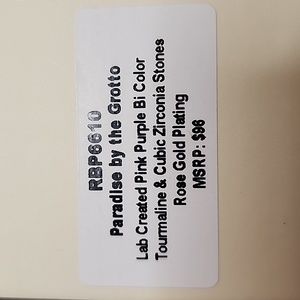 RBP6610
Paradise by the Grotto
Lab Created Pink Purple Bi Color
Tourmaline & Cubic Zirconia Stones
Rose Gold Plating
MSRP: $96